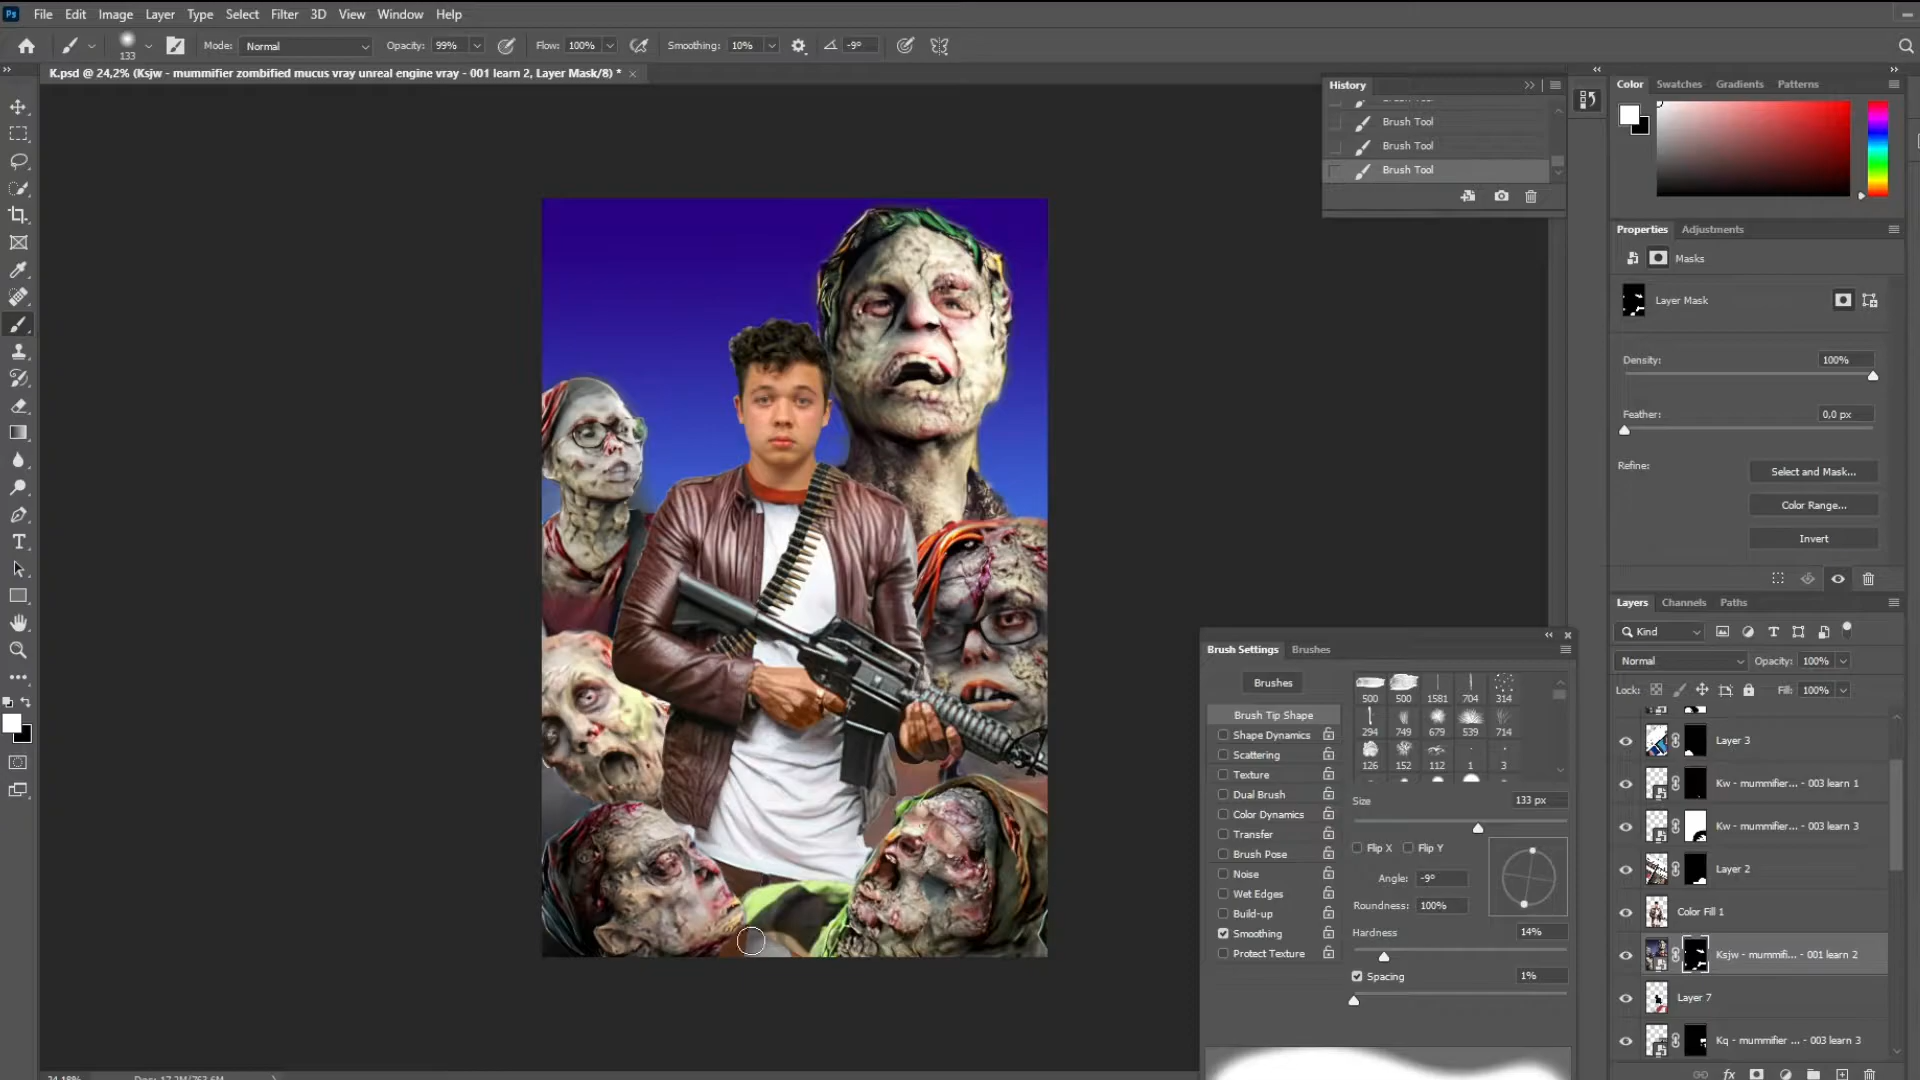 Ps File Edit Image Layer Type Select Filter 3D View Window Help
133 Mode: Normal Opacity: 99% Flow: 100% Smoothing: 10% -9°
K.psd @ 24,2% (Ksjw - mummifier zombified mucus vray unreal engine vray - 001 learn 2, Layer Mask/8) *
History
Brush Tool
Brush Tool
Brush Tool
Color Swatches Gradients Patterns
Properties Adjustments
Masks
Layer Mask
Density: 100%
Feather: 0,0 px
Refine: Select and Mask...
Color Range...
Invert
Layers Channels Paths
Kind
Normal Opacity: 100%
Lock: Fill: 100%
Layer 3
Kw - mummifier... - 003 learn 1
Kw - mummifier... - 003 learn 3
Layer 2
Color Fill 1
Ksjw - mummifi... - 001 learn 2
Layer 7
Kq - mummifier ... - 003 learn 3
fx
Brush Settings Brushes
Brushes
Brush Tip Shape
Shape Dynamics
Scattering
Texture
Dual Brush
Color Dynamics
Transfer
Brush Pose
Noise
Wet Edges
Build-up
Smoothing
Protect Texture
500 500 1581 704 314
294 749 679 539 714
126 152 112 1 3
Size 133 px
Flip X Flip Y
Angle: -9°
Roundness: 100%
Hardness 14%
Spacing 1%